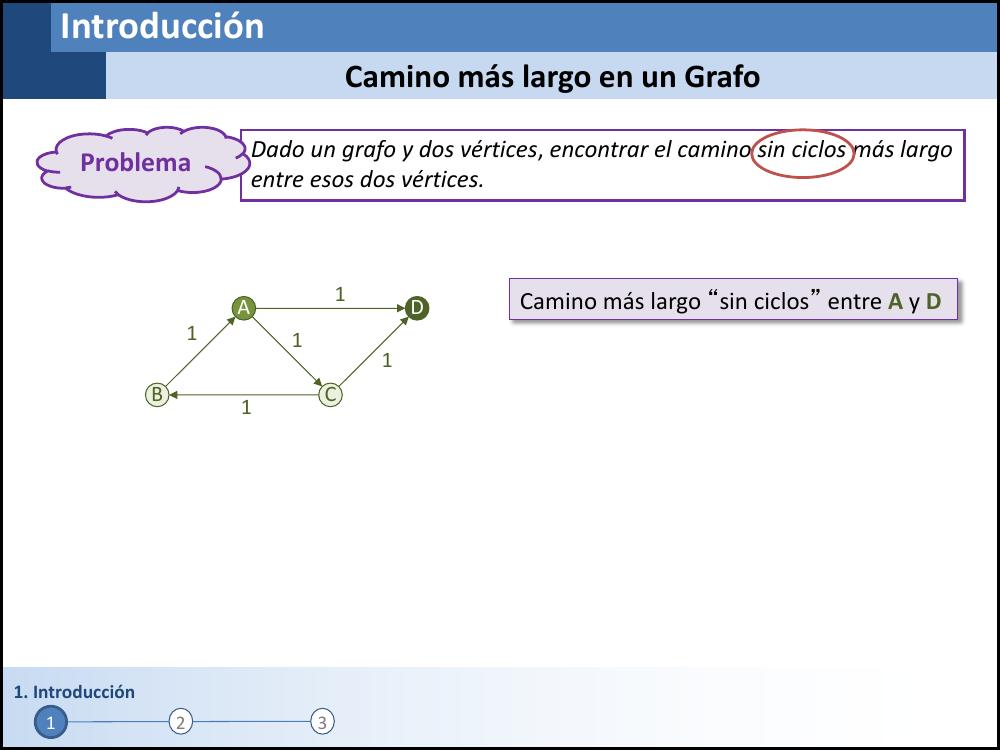 Introducción
Camino más largo en un Grafo
Problema
Dado un grafo y dos vértices, encontrar el camino sin ciclos más largo
entre esos dos vértices.
Camino más largo “sin ciclos” entre A y D
1
A
D
1
1
1
B
C
1
1. Introducción
1
2
3